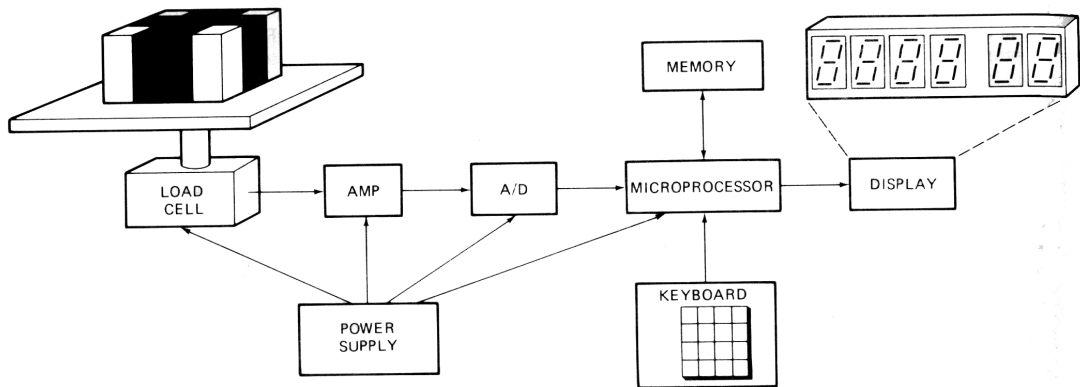 MEMORY
LOAD
CELL
AMP
A/D
MICROPROCESSOR
DISPLAY
POWER
SUPPLY
KEYBOARD